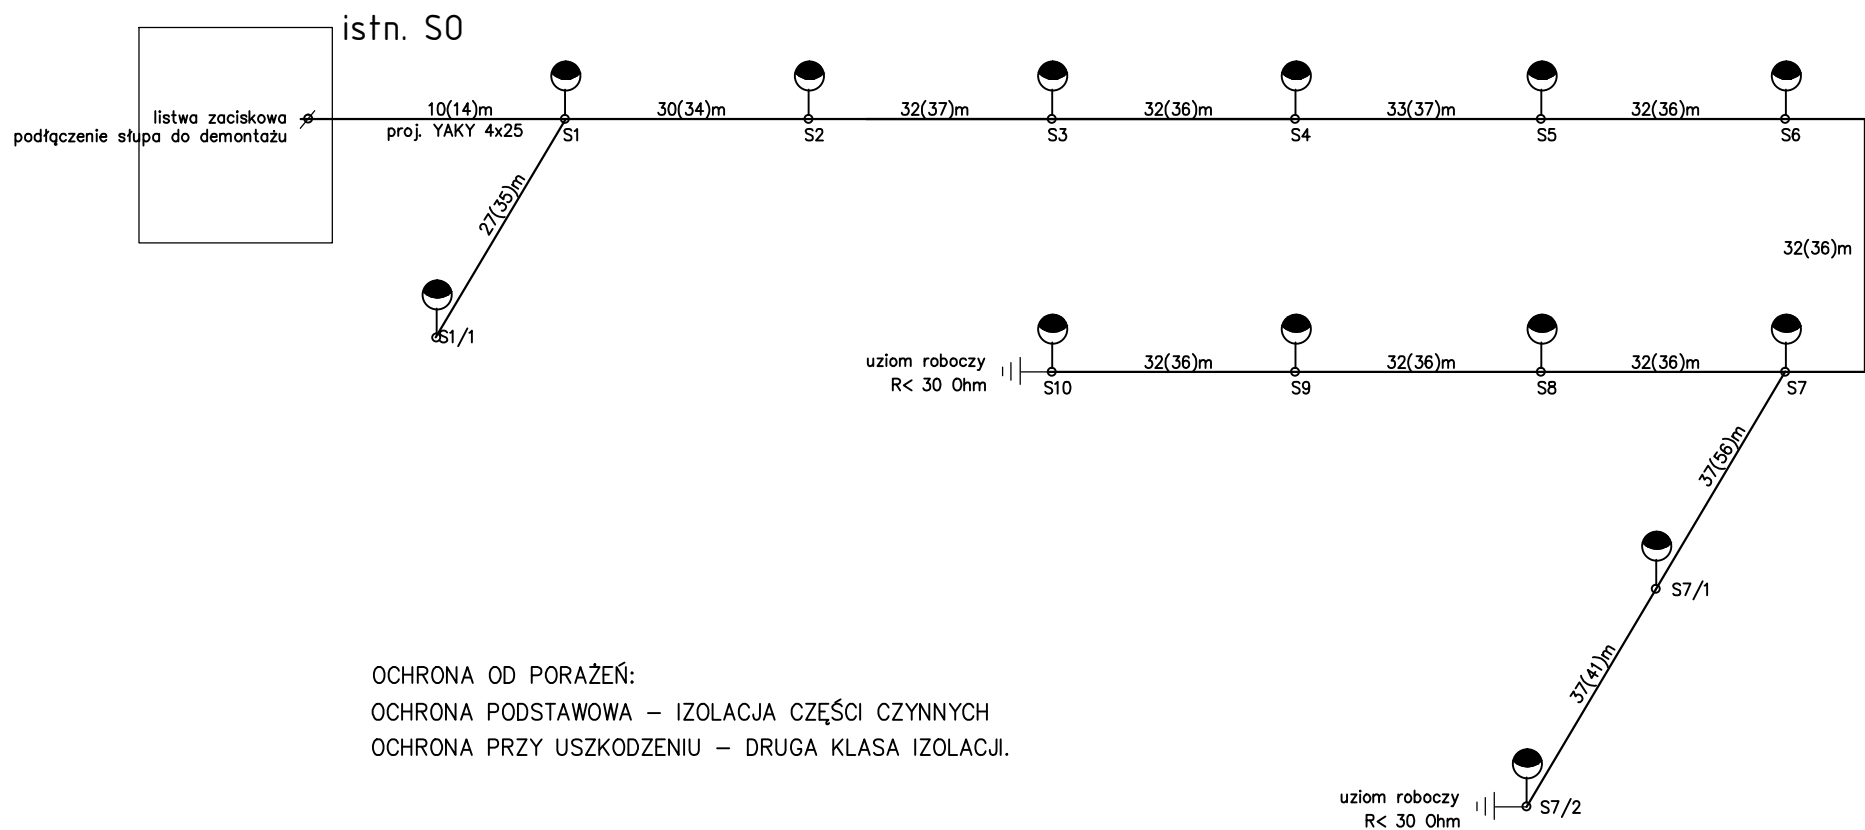 istn. S0
listwa zaciskowa
podłączenie słupa do demontażu
10(14)m
proj. YAKY 4x25
30(34)m
32(37)m
32(36)m
33(37)m
32(36)m
S1
S2
S3
S4
S5
S6
27(35)m
S1/1
32(36)m
uziom roboczy
R< 30 Ohm
32(36)m
32(36)m
32(36)m
S10
S9
S8
S7
37(56)m
S7/1
37(41)m
OCHRONA OD PORAŻEŃ:
OCHRONA PODSTAWOWA – IZOLACJA CZĘŚCI CZYNNYCH
OCHRONA PRZY USZKODZENIU – DRUGA KLASA IZOLACJI.
uziom roboczy
R< 30 Ohm
S7/2